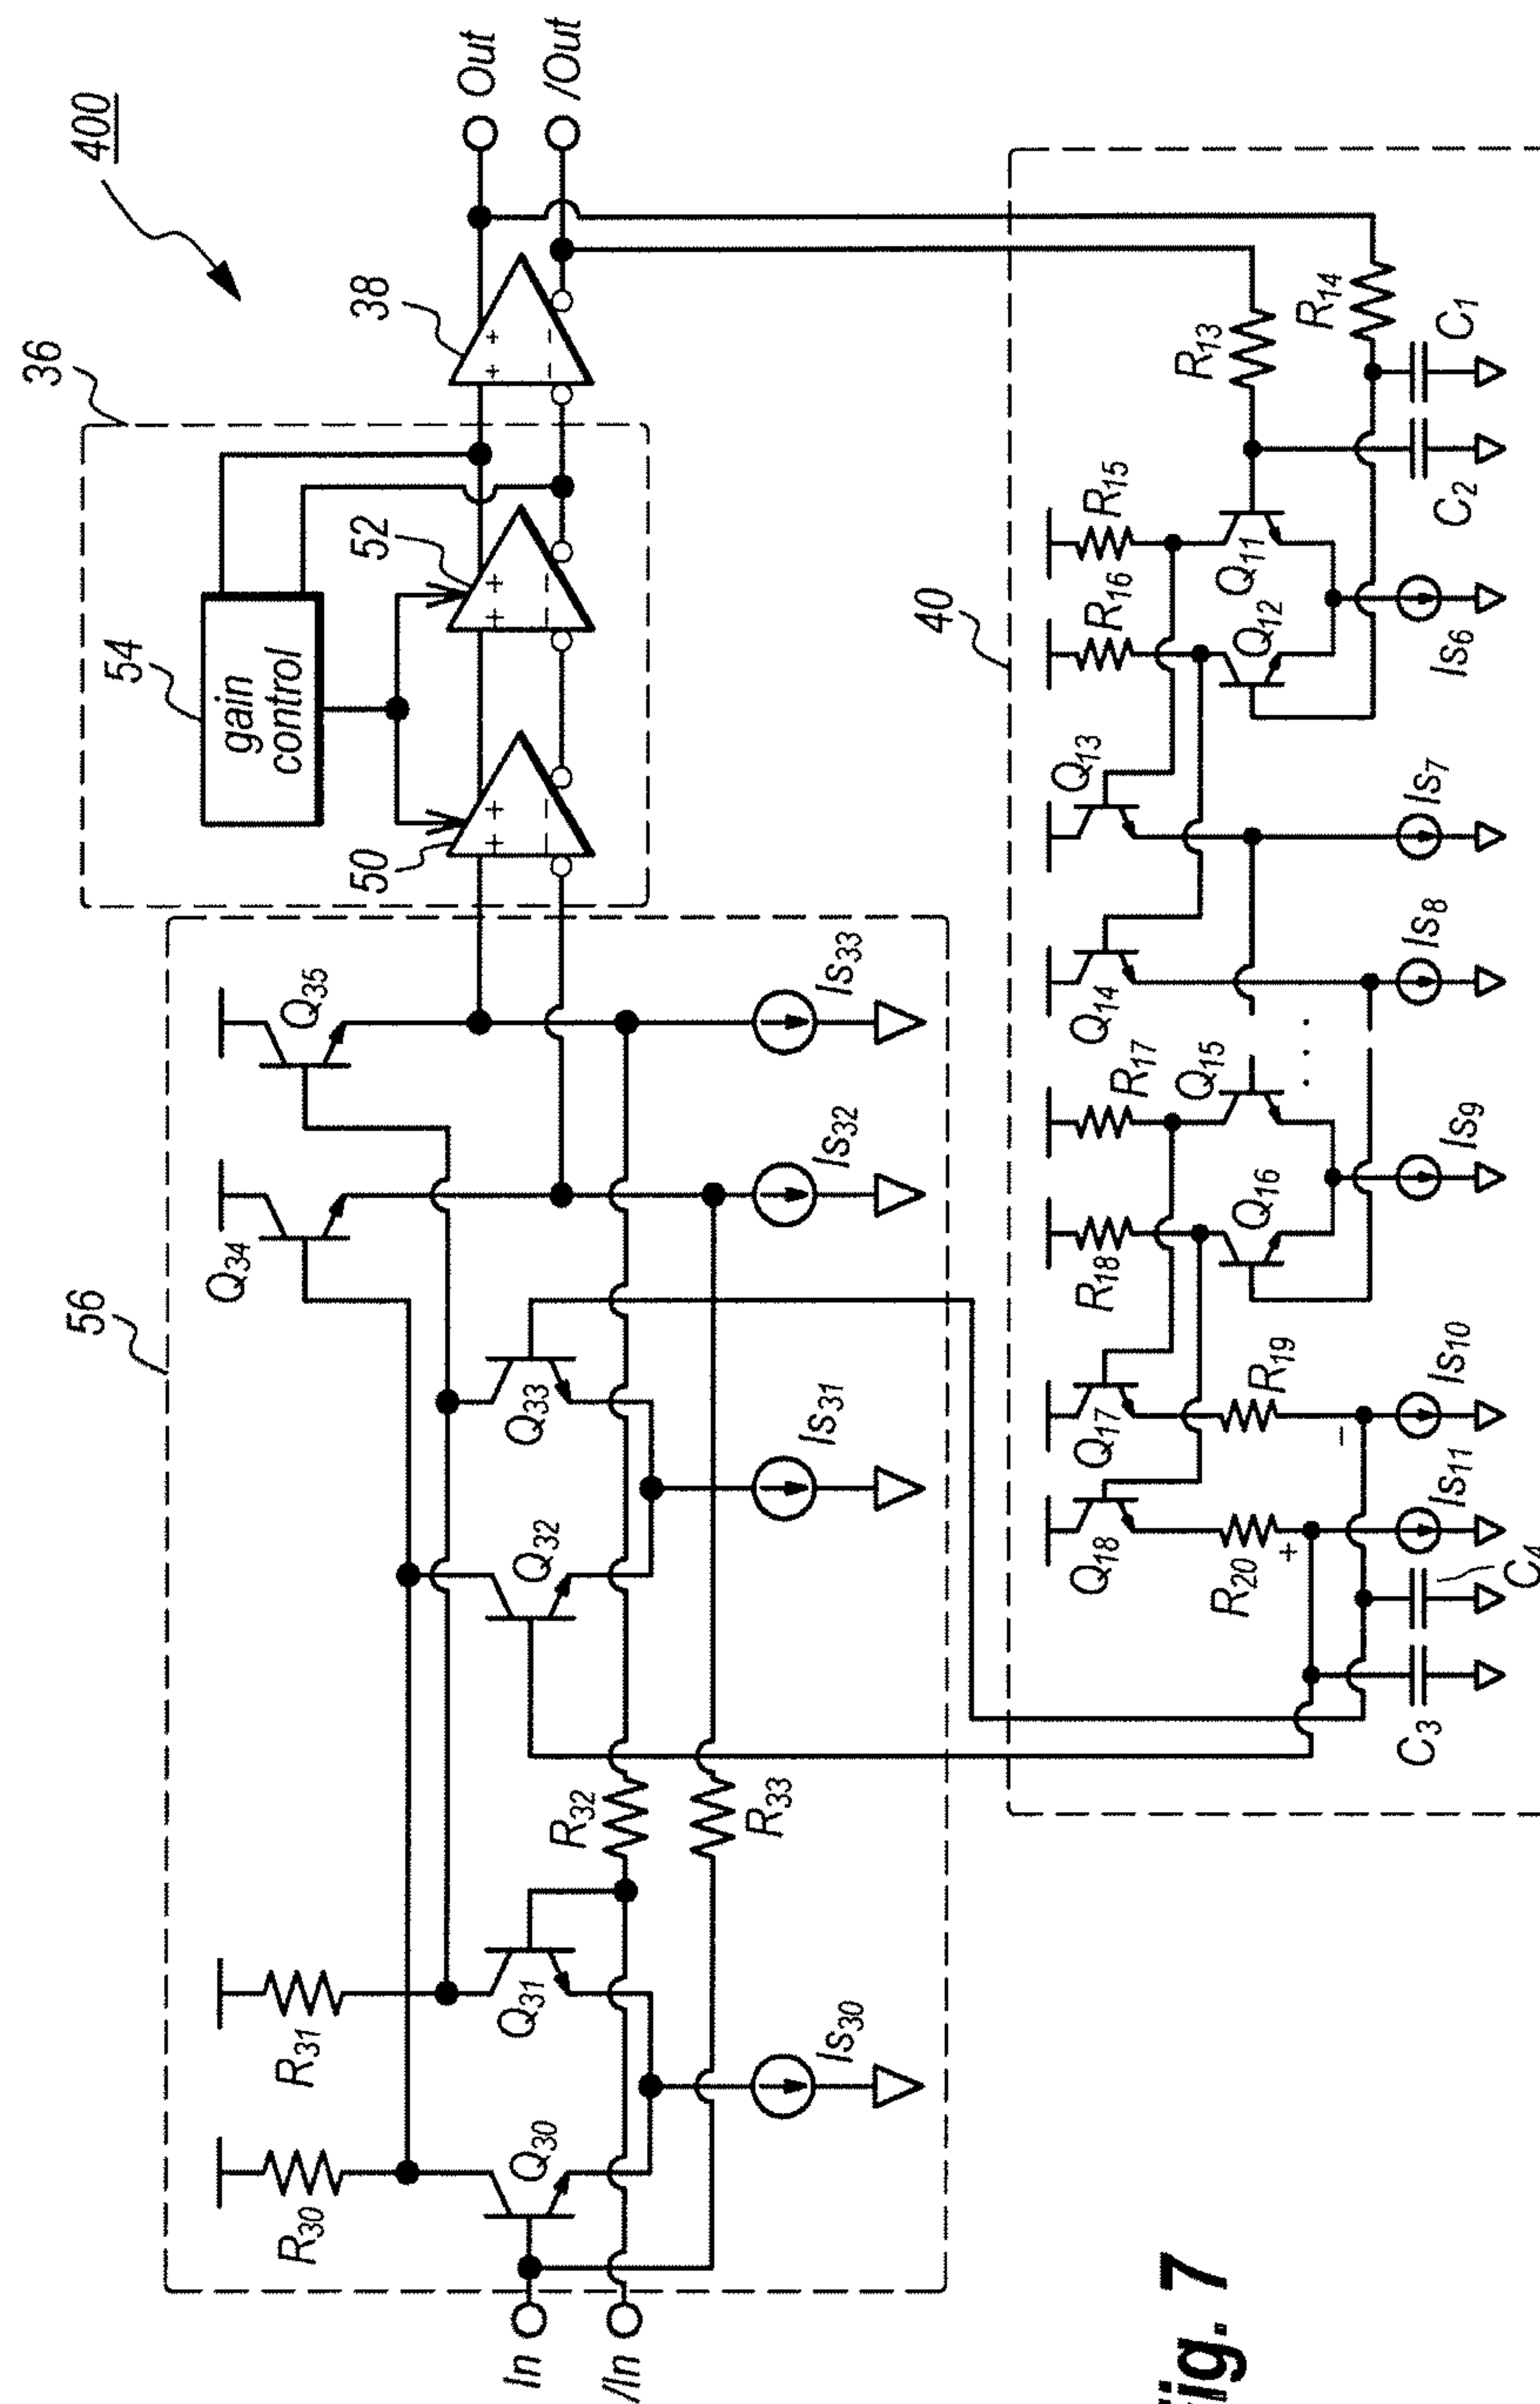 400
36
54
gain
control
52
38
50
+ +
− −
+ +
− −
+ +
− −
Out
/Out
56
R30
R31
Q30
Q31
Is30
R32
R33
Q32
Q33
Is31
Q34
Is32
Q35
Is33
In
/In
40
C3
C4
R20
+
Q18
Is11
Q17
R19
−
Is10
R18
R17
Q16
Q15
. . .
Is9
Q14
Is8
Q13
Is7
R16
R15
Q12
Q11
Is6
R13
R14
C2
C1
ig. 7